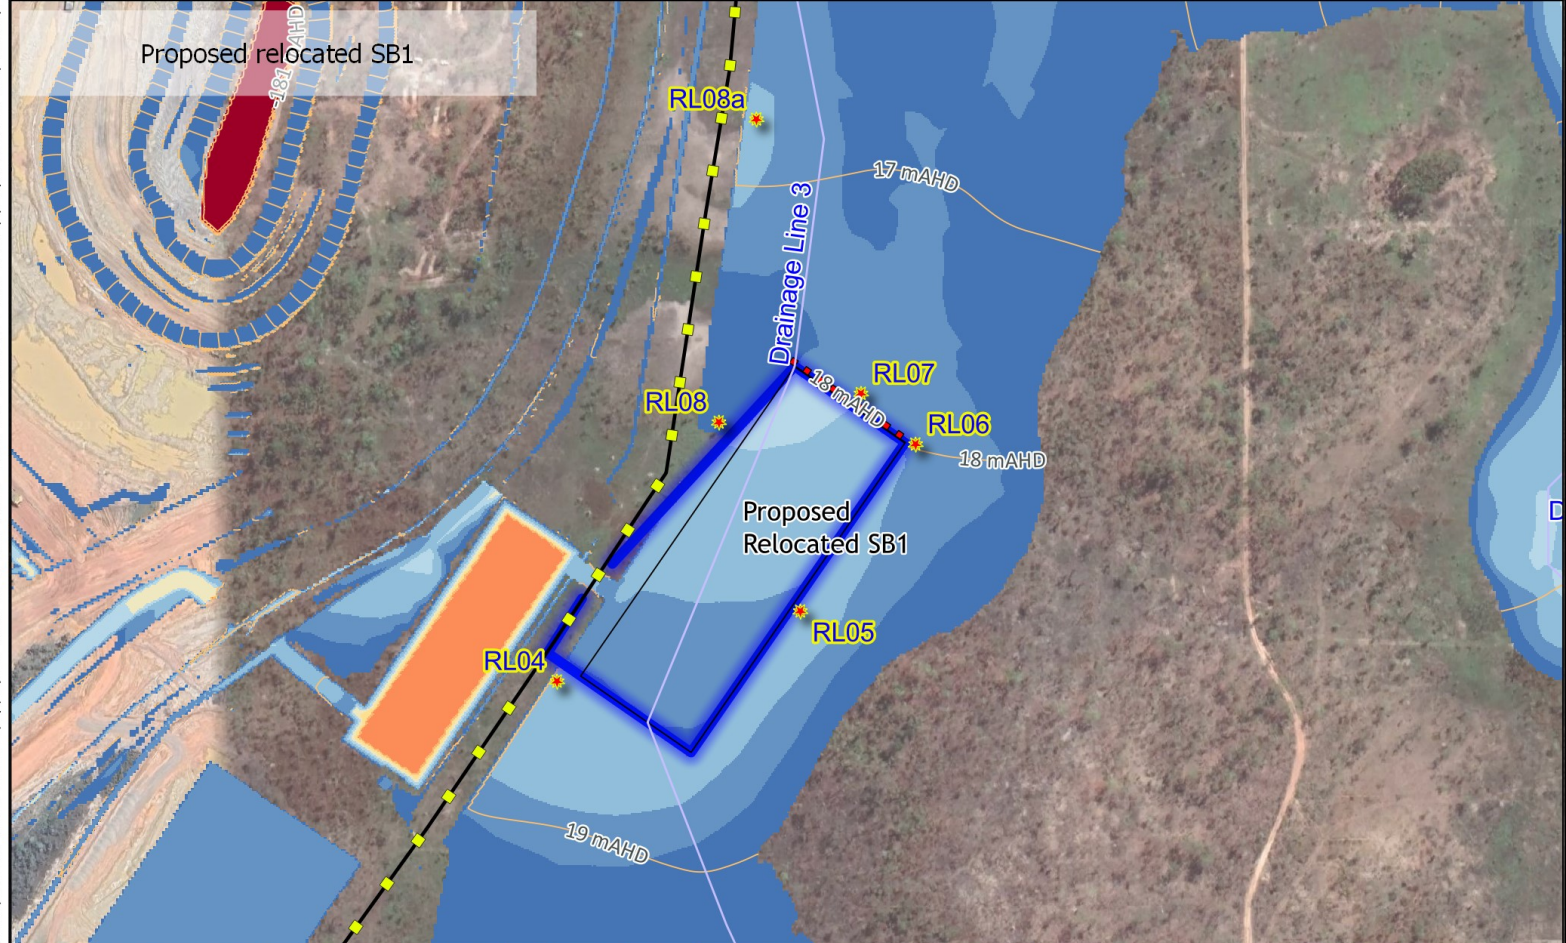 Proposed relocated SB1
-181
AHD
RL08a
17 mAHD
Drainage Line 3
RL07
18 mAHD
RL08
RL06
18 mAHD
Proposed
Relocated SB1
D
RL05
RL04
19 mAHD